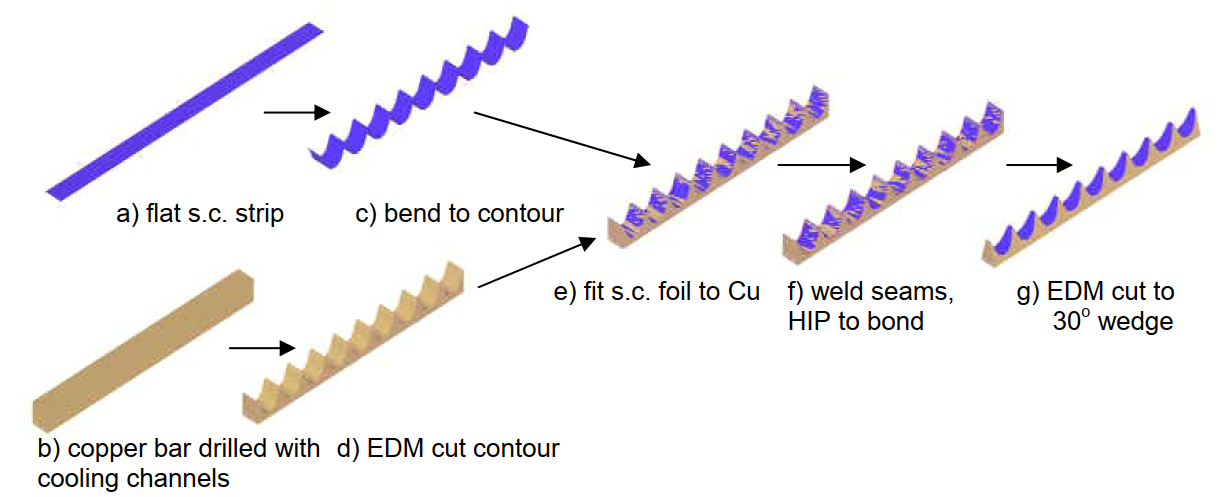 a) flat s.c. strip
c) bend to contour
e) fit s.c. foil to Cu
f) weld seams,
HIP to bond
g) EDM cut to
30° wedge
b) copper bar drilled with
cooling channels
d) EDM cut contour